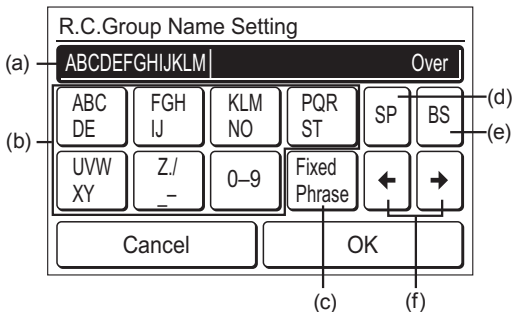 R.C.Group Name Setting
(a)
ABCDEFGHIJKLM Over
(b)
ABC DE
FGH IJ
KLM NO
PQR ST
SP
BS
(d)
(e)
UVW XY
Z./ _–
0–9
Fixed Phrase
Cancel
OK
(c)
(f)